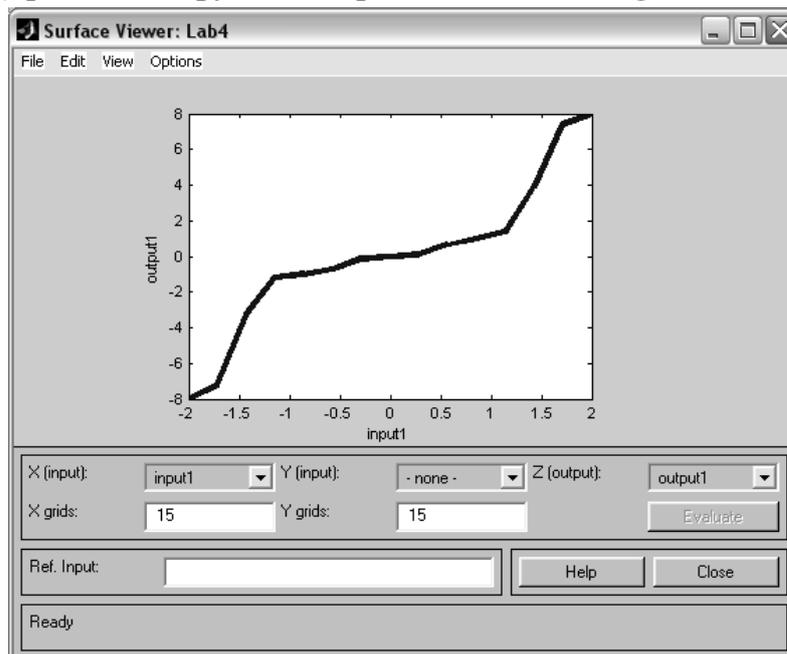 Surface Viewer: Lab4
File Edit View Options
8
6
4
2
0
-2
-4
-6
-8
output1
-2 -1.5 -1 -0.5 0 0.5 1 1.5 2
input1
X (input): input1 Y (input): - none - Z (output): output1
X grids: 15 Y grids: 15 Evaluate
Ref. Input: Help Close
Ready